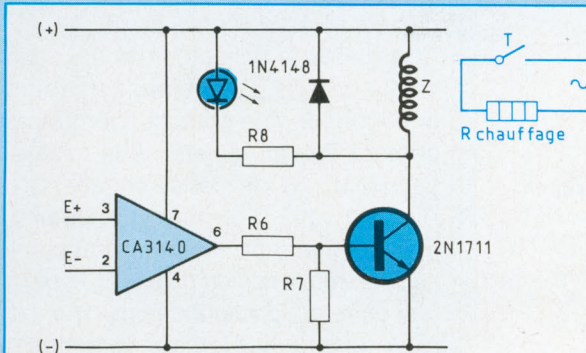 (+)
1N4148
Z
T
~
R chauffage
R8
E+ 3
7
CA3140
6
R6
2N1711
E- 2
4
R7
(-)